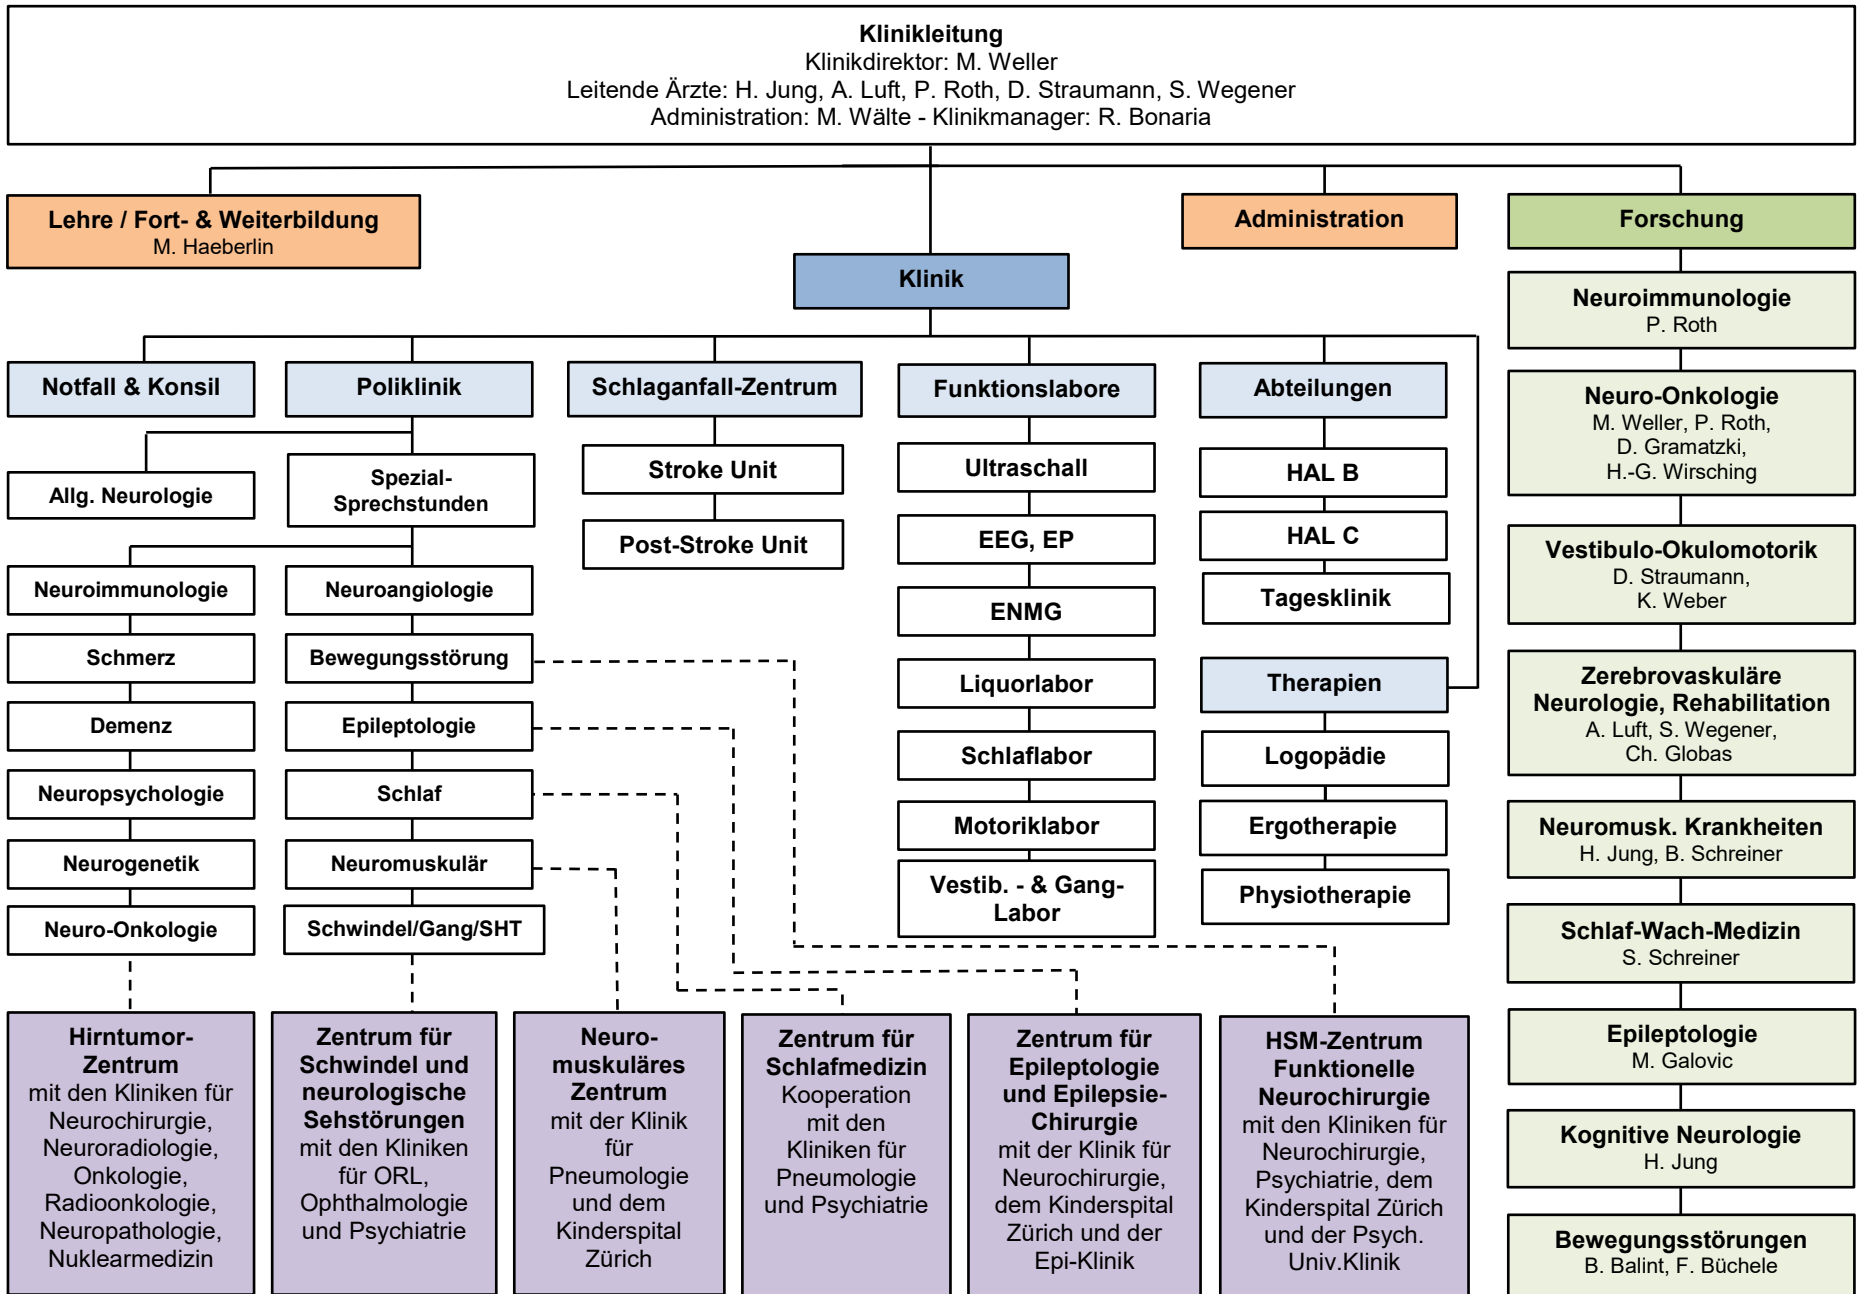 Klinikleitung
Klinikdirektor: M. Weller
Leitende Ärzte: H. Jung, A. Luft, P. Roth, D. Straumann, S. Wegener
Administration: M. Wälte - Klinikmanager: R. Bonaria
Lehre / Fort- & Weiterbildung
M. Haeberlin
Administration
Forschung
Klinik
Notfall & Konsil
Allg. Neurologie
Poliklinik
Spezial-
Sprechstunden
Neuroimmunologie
Schmerz
Demenz
Neuropsychologie
Neurogenetik
Neuro-Onkologie
Neuroangiologie
Bewegungsstörung
Epileptologie
Schlaf
Neuromuskulär
Schwindel/Gang/SHT
Schlaganfall-Zentrum
Stroke Unit
Post-Stroke Unit
Funktionslabore
Ultraschall
EEG, EP
ENMG
Liquorlabor
Schlaflabor
Motoriklabor
Vestib. - & Gang-
Labor
Abteilungen
HAL B
HAL C
Tagesklinik
Therapien
Logopädie
Ergotherapie
Physiotherapie
Neuroimmunologie
P. Roth
Neuro-Onkologie
M. Weller, P. Roth,
D. Gramatzki,
H.-G. Wirsching
Vestibulo-Okulomotorik
D. Straumann,
K. Weber
Zerebrovaskuläre
Neurologie, Rehabilitation
A. Luft, S. Wegener,
Ch. Globas
Neuromusk. Krankheiten
H. Jung, B. Schreiner
Schlaf-Wach-Medizin
S. Schreiner
Epileptologie
M. Galovic
Kognitive Neurologie
H. Jung
Bewegungsstörungen
B. Balint, F. Büchele
Hirntumor-
Zentrum
mit den Kliniken für
Neurochirurgie,
Neuroradiologie,
Onkologie,
Radioonkologie,
Neuropathologie,
Nuklearmedizin
Zentrum für
Schwindel und
neurologische
Sehstörungen
mit den Kliniken
für ORL,
Ophthalmologie
und Psychiatrie
Neuro-
muskuläres
Zentrum
mit der Klinik
für
Pneumologie
und dem
Kinderspital
Zürich
Zentrum für
Schlafmedizin
Kooperation
mit den
Kliniken für
Pneumologie
und Psychiatrie
Zentrum für
Epileptologie
und Epilepsie-
Chirurgie
mit der Klinik für
Neurochirurgie,
dem Kinderspital
Zürich und der
Epi-Klinik
HSM-Zentrum
Funktionelle
Neurochirurgie
mit den Kliniken für
Neurochirurgie,
Psychiatrie, dem
Kinderspital Zürich
und der Psych.
Univ.Klinik